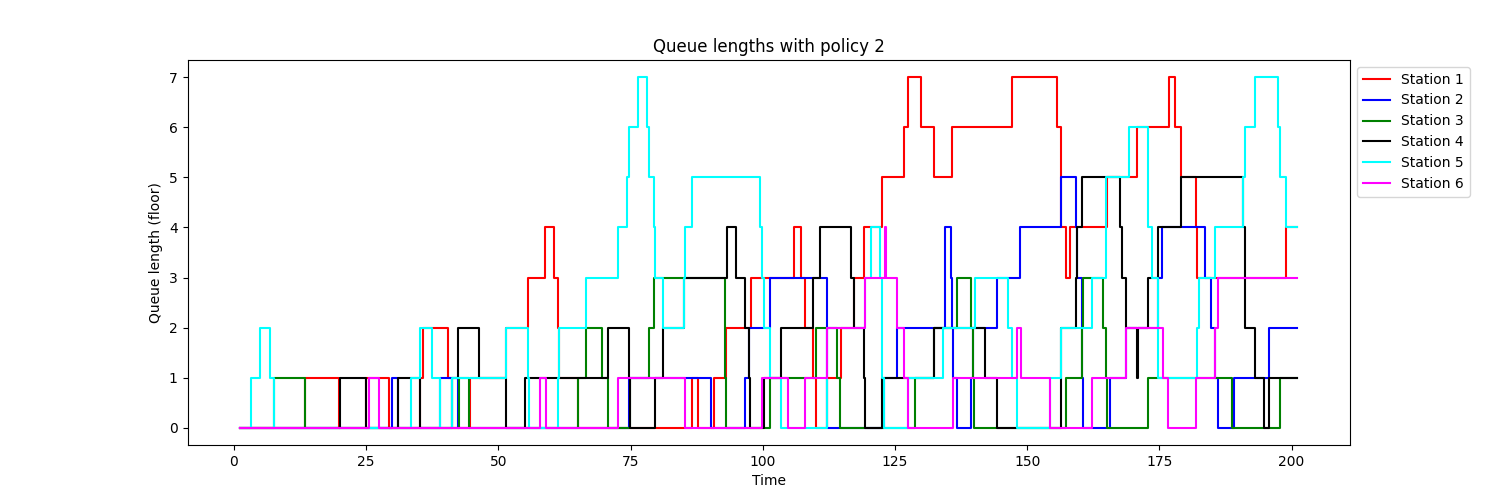 Queue lengths with policy 2
Queue length (floor)
7
6
5
4
3
2
1
0
0 25 50 75 100 125 150 175 200
Time
Station 1
Station 2
Station 3
Station 4
Station 5
Station 6